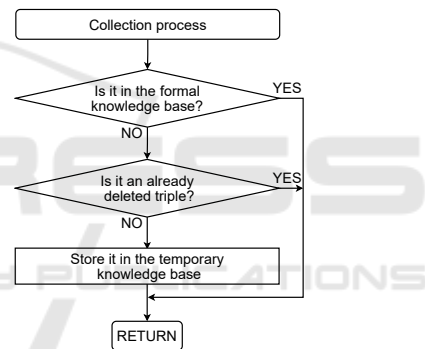 Collection process
Is it in the formal
knowledge base?
YES
NO
Is it an already
deleted triple?
YES
NO
Store it in the temporary
knowledge base
RETURN
PUBLICATIONS